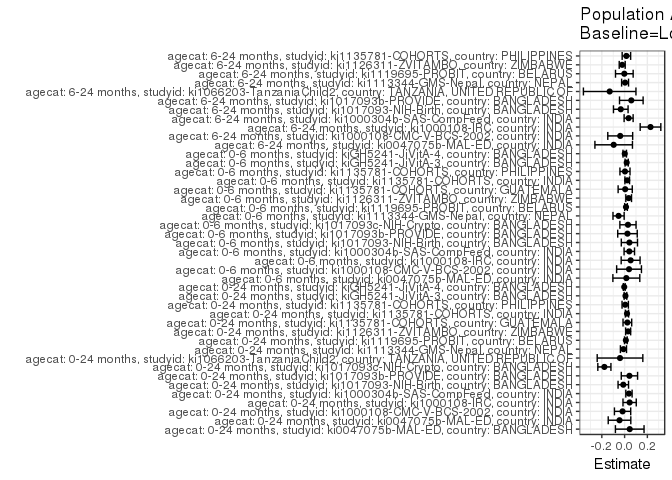 Population
Baseline=Lo
agecat: 6-24 months, studyid: ki1135781-COHORTS, country: PHILIPPINES
agecat: 6-24 months, studyid: ki1126311-ZVITAMBO, country: ZIMBABWE
agecat: 6-24 months, studyid: ki1119695-PROBIT, country: BELARUS
agecat: 6-24 months, studyid: ki1113344-GMS-Nepal, country: NEPAL
agecat: 6-24 months, studyid: ki1066203-TanzaniaChild2, country: TANZANIA, UNITED REPUBLIC OF
agecat: 6-24 months, studyid: ki1017093b-PROVIDE, country: BANGLADESH
agecat: 6-24 months, studyid: ki1017093-NIH-Birth, country: BANGLADESH
agecat: 6-24 months, studyid: ki1000304b-SAS-CompFeed, country: INDIA
agecat: 6-24 months, studyid: ki1000108-IRC, country: INDIA
agecat: 6-24 months, studyid: ki1000108-CMC-V-BCS-2002, country: INDIA
agecat: 6-24 months, studyid: ki0047075b-MAL-ED, country: INDIA
agecat: 0-6 months, studyid: kiGH5241-JiVitA-4, country: BANGLADESH
agecat: 0-6 months, studyid: kiGH5241-JiVitA-3, country: BANGLADESH
agecat: 0-6 months, studyid: ki1135781-COHORTS, country: PHILIPPINES
agecat: 0-6 months, studyid: ki1135781-COHORTS, country: INDIA
agecat: 0-6 months, studyid: ki1135781-COHORTS, country: GUATEMALA
agecat: 0-6 months, studyid: ki1126311-ZVITAMBO, country: ZIMBABWE
agecat: 0-6 months, studyid: ki1119695-PROBIT, country: BELARUS
agecat: 0-6 months, studyid: ki1113344-GMS-Nepal, country: NEPAL
agecat: 0-6 months, studyid: ki1017093c-NIH-Crypto, country: BANGLADESH
agecat: 0-6 months, studyid: ki1017093b-PROVIDE, country: BANGLADESH
agecat: 0-6 months, studyid: ki1017093-NIH-Birth, country: BANGLADESH
agecat: 0-6 months, studyid: ki1000304b-SAS-CompFeed, country: INDIA
agecat: 0-6 months, studyid: ki1000108-IRC, country: INDIA
agecat: 0-6 months, studyid: ki1000108-CMC-V-BCS-2002, country: INDIA
agecat: 0-6 months, studyid: ki0047075b-MAL-ED, country: INDIA
agecat: 0-24 months, studyid: kiGH5241-JiVitA-4, country: BANGLADESH
agecat: 0-24 months, studyid: kiGH5241-JiVitA-3, country: BANGLADESH
agecat: 0-24 months, studyid: ki1135781-COHORTS, country: PHILIPPINES
agecat: 0-24 months, studyid: ki1135781-COHORTS, country: INDIA
agecat: 0-24 months, studyid: ki1135781-COHORTS, country: GUATEMALA
agecat: 0-24 months, studyid: ki1126311-ZVITAMBO, country: ZIMBABWE
agecat: 0-24 months, studyid: ki1119695-PROBIT, country: BELARUS
agecat: 0-24 months, studyid: ki1113344-GMS-Nepal, country: NEPAL
agecat: 0-24 months, studyid: ki1066203-TanzaniaChild2, country: TANZANIA, UNITED REPUBLIC OF
agecat: 0-24 months, studyid: ki1017093c-NIH-Crypto, country: BANGLADESH
agecat: 0-24 months, studyid: ki1017093b-PROVIDE, country: BANGLADESH
agecat: 0-24 months, studyid: ki1017093-NIH-Birth, country: BANGLADESH
agecat: 0-24 months, studyid: ki1000304b-SAS-CompFeed, country: INDIA
agecat: 0-24 months, studyid: ki1000108-IRC, country: INDIA
agecat: 0-24 months, studyid: ki1000108-CMC-V-BCS-2002, country: INDIA
agecat: 0-24 months, studyid: ki0047075b-MAL-ED, country: INDIA
agecat: 0-24 months, studyid: ki0047075b-MAL-ED, country: BANGLADESH
-0.2 0.0 0.2
Estimate